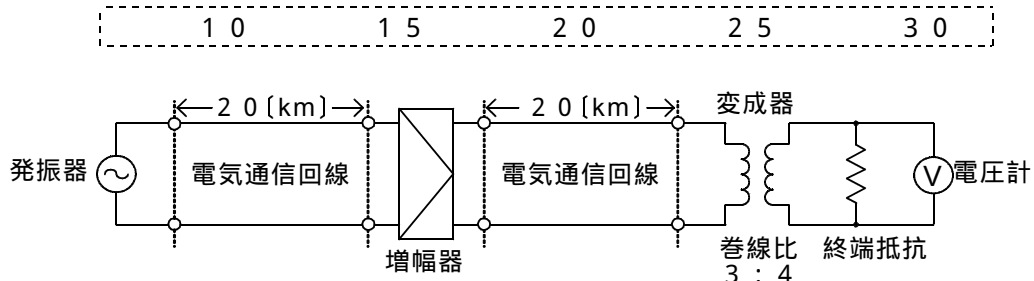 10 15 20 25 30
20〔km〕 20〔km〕 変成器
発振器 電気通信回線 電気通信回線 V 電圧計
増幅器 巻線比 終端抵抗
3：4